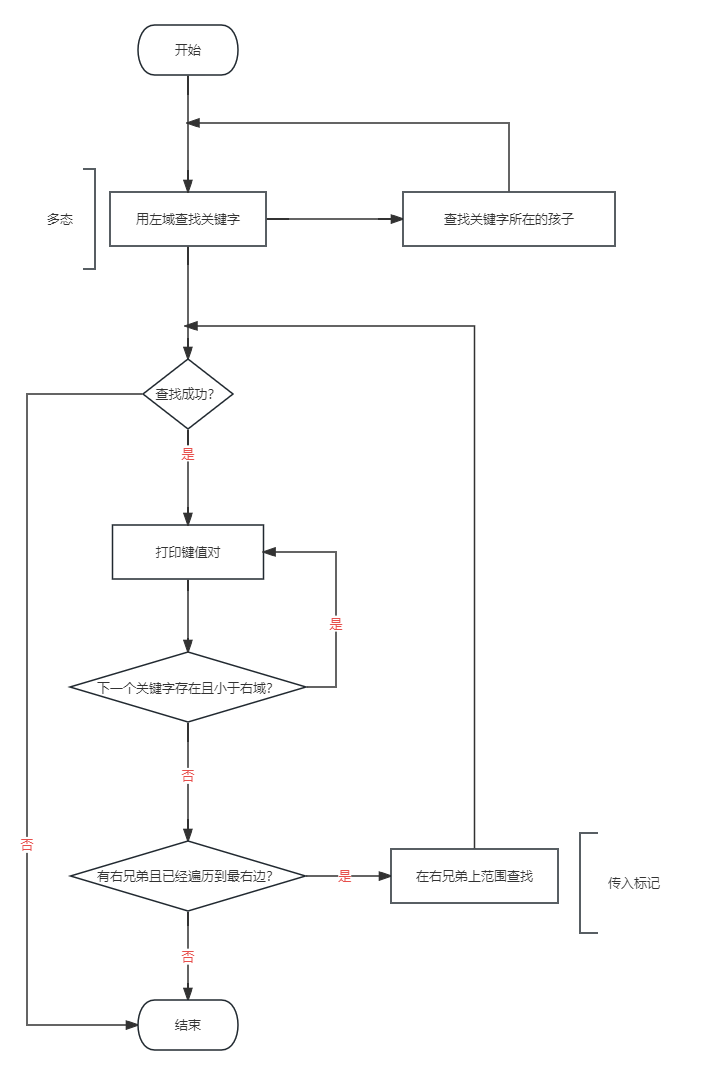 开始
多态
用左域查找关键字
查找关键字所在的孩子
查找成功?
是
打印键值对
是
下一个关键字存在且小于右域?
否
否
有右兄弟且已经遍历到最右边?
是
在右兄弟上范围查找
传入标记
否
结束